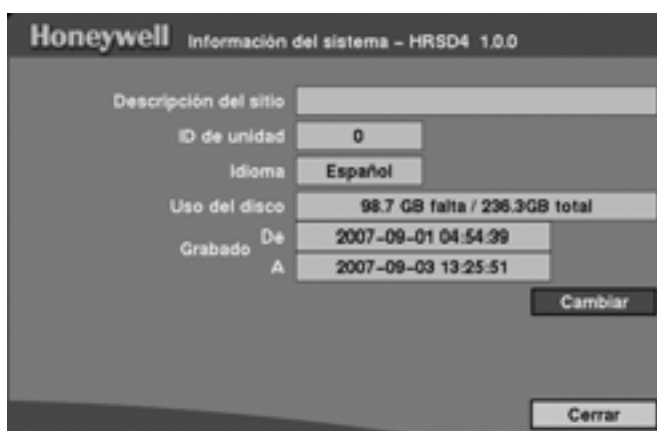 Honeywell Información del sistema – HRSD4 1.0.0
Descripción del sitio
ID de unidad 0
Idioma Español
Uso del disco 98.7 GB falta / 236.3GB total
Grabado De 2007-09-01 04:54:39
A 2007-09-03 13:25:51
Cambiar
Cerrar